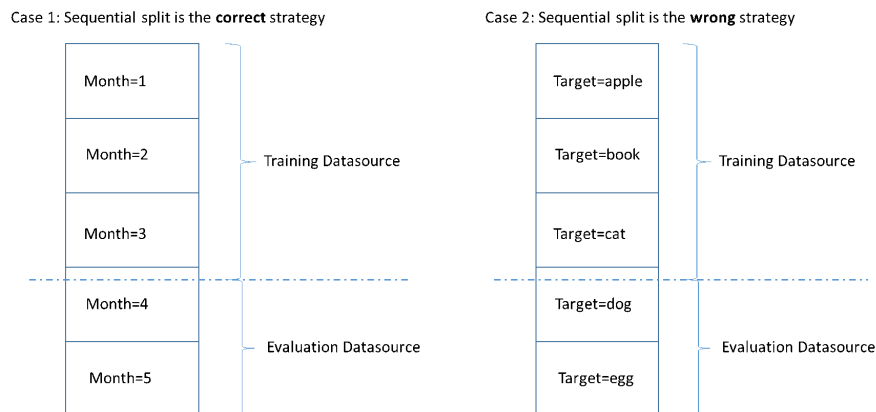 Case 1: Sequential split is the correct strategy
Month=1
Month=2
Training Datasource
Month=3
Month=4
Evaluation Datasource
Month=5
Case 2: Sequential split is the wrong strategy
Target=apple
Target=book
Training Datasource
Target=cat
Target=dog
Evaluation Datasource
Target=egg